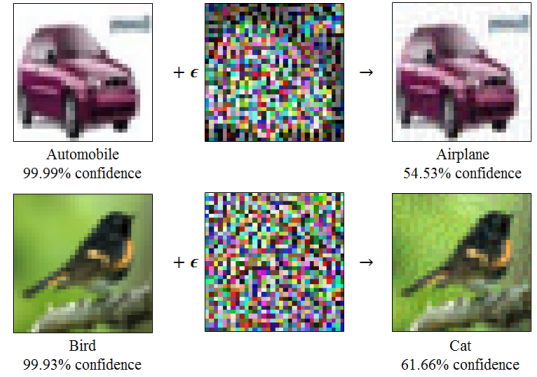 + ϵ
→
Automobile
99.99% confidence
Airplane
54.53% confidence
+ ϵ
→
Bird
99.93% confidence
Cat
61.66% confidence